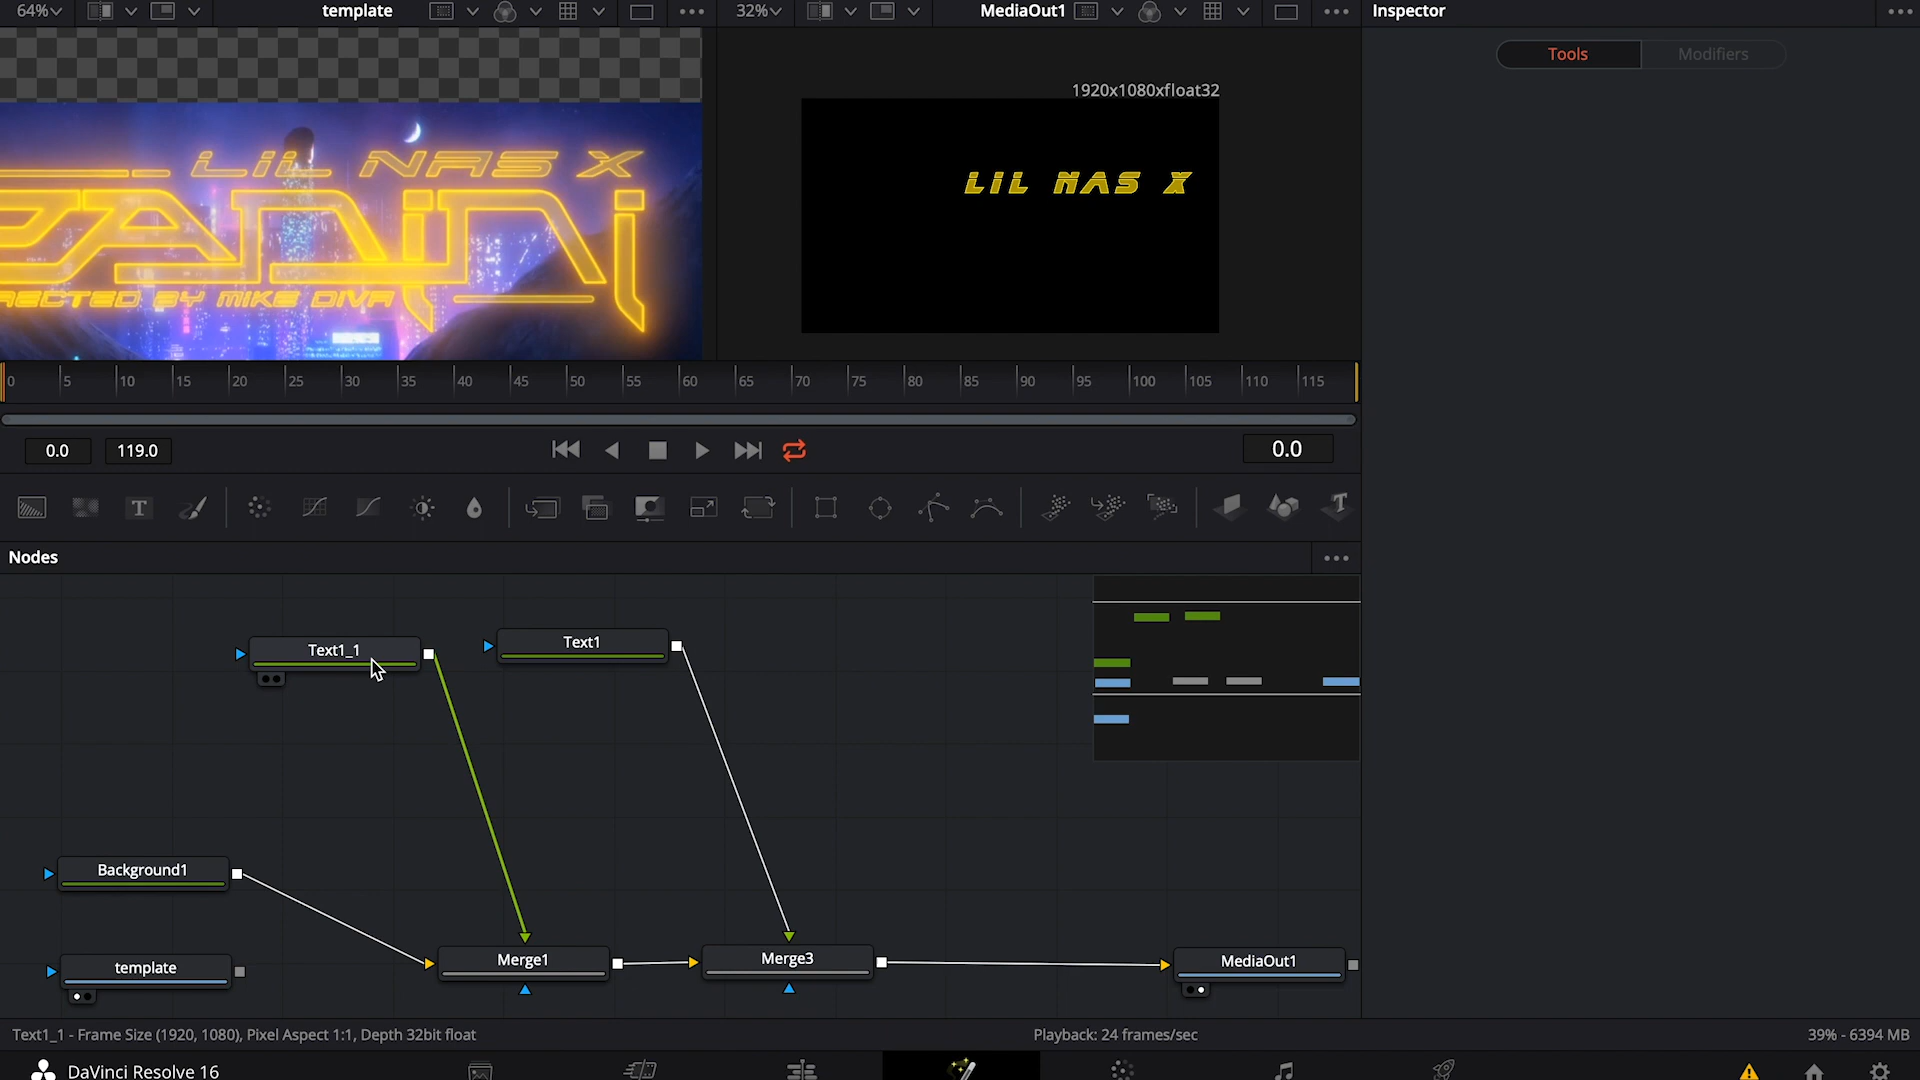 64%
template
32%
MediaOut1
Inspector
Tools
Modifiers
1920x1080xfloat32
LIL NAS X
PANINI
RECTED BY MIKE DIVA
LIL NAS X
0 5 10 15 20 25 30 35 40 45 50 55 60 65 70 75 80 85 90 95 100 105 110 115
0.0
119.0
0.0
T
T
Nodes
Text1_1
Text1
Background1
template
Merge1
Merge3
MediaOut1
Text1_1 - Frame Size (1920, 1080), Pixel Aspect 1:1, Depth 32bit float
Playback: 24 frames/sec
39% - 6394 MB
DaVinci Resolve 16